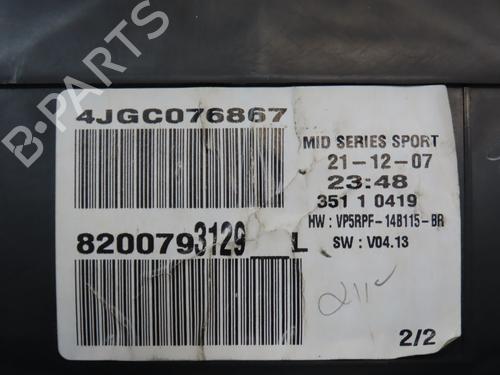 B-PARTS
4JGC076867
MID SERIES SPORT
21-12-07
23:48
351 1 0419
HW : VP5RPF-14B115-BR
SW : V04.13
8200793129__L
2/2